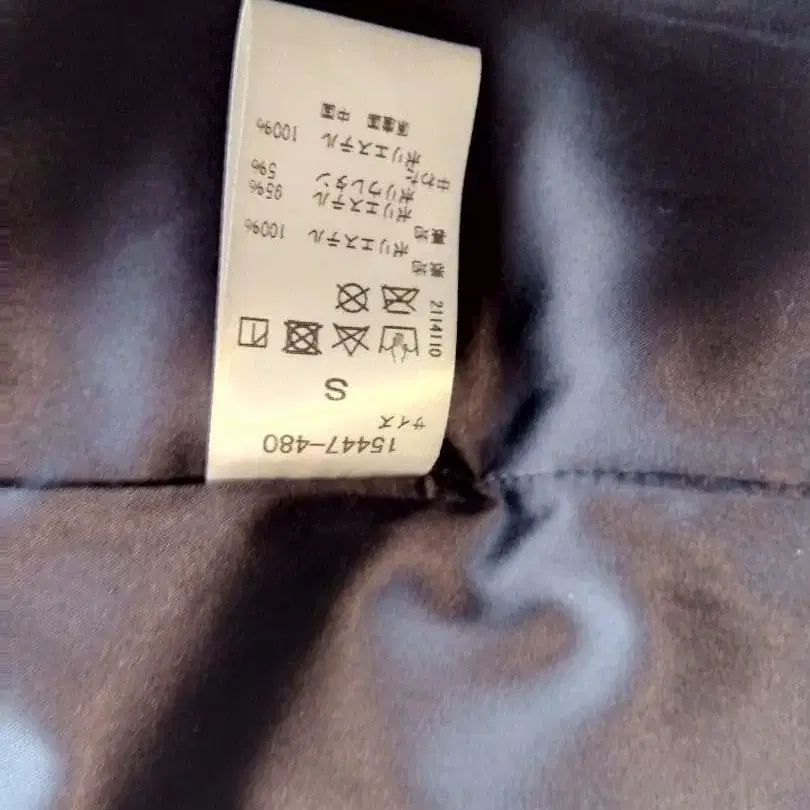 15447-480
サイズ
S
2114110
表地
ポリエステル 100%
裏地
ポリエステル 95%
ポリウレタン 5%
中わた
ポリエステル 100%
原産国 中国